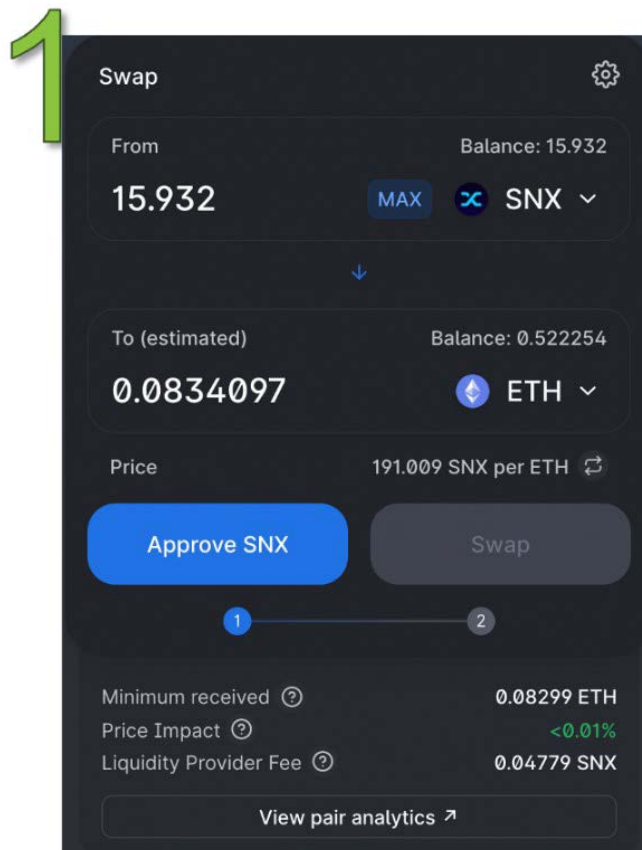 1
Swap
From Balance: 15.932
15.932 MAX SNX
To (estimated) Balance: 0.522254
0.0834097 ETH
Price 191.009 SNX per ETH
Approve SNX Swap
1 2
Minimum received ? 0.08299 ETH
Price Impact ? <0.01%
Liquidity Provider Fee ? 0.04779 SNX
View pair analytics ↗